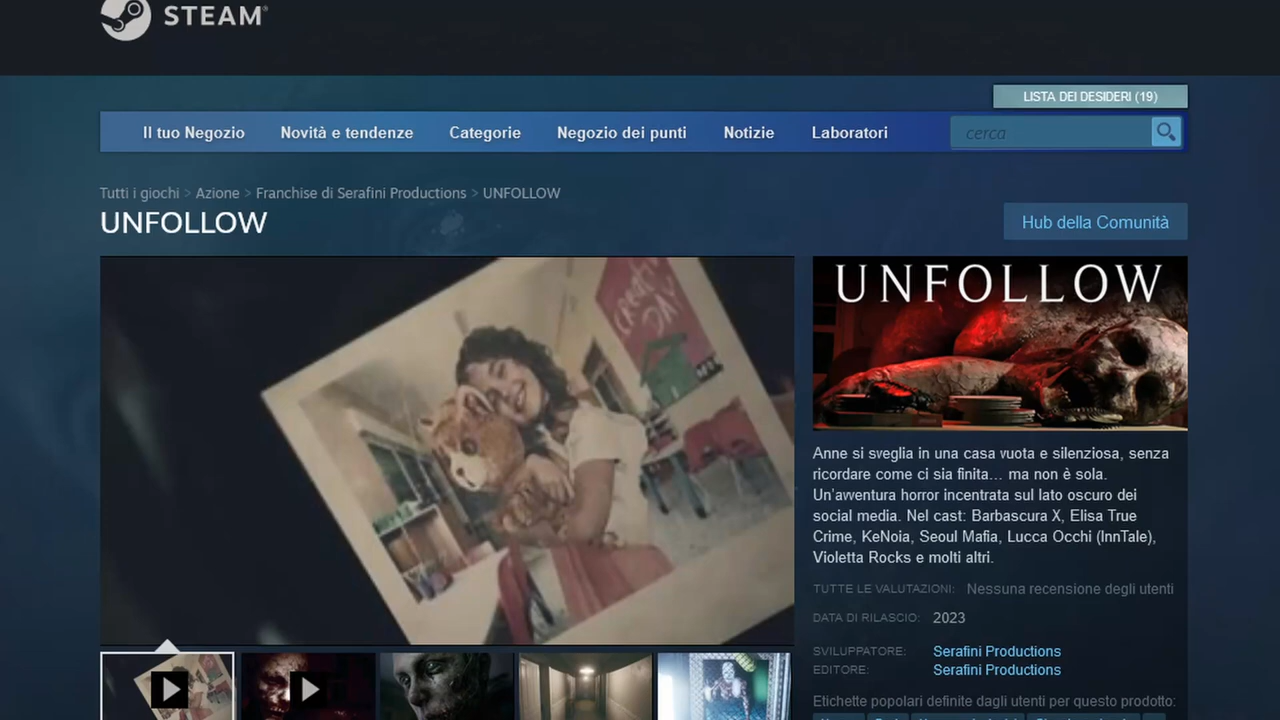 STEAM®
LISTA DEI DESIDERI (19)
Il tuo Negozio Novità e tendenze Categorie Negozio dei punti Notizie Laboratori cerca
Tutti i giochi > Azione > Franchise di Serafini Productions > UNFOLLOW
UNFOLLOW
Hub della Comunità
CREATIVE
DAY
UNFOLLOW
Anne si sveglia in una casa vuota e silenziosa, senza
ricordare come ci sia finita… ma non è sola.
Un'avventura horror incentrata sul lato oscuro dei
social media. Nel cast: Barbascura X, Elisa True
Crime, KeNoia, Seoul Mafia, Lucca Occhi (InnTale),
Violetta Rocks e molti altri.
TUTTE LE VALUTAZIONI: Nessuna recensione degli utenti
DATA DI RILASCIO: 2023
SVILUPPATORE: Serafini Productions
EDITORE: Serafini Productions
Etichette popolari definite dagli utenti per questo prodotto: